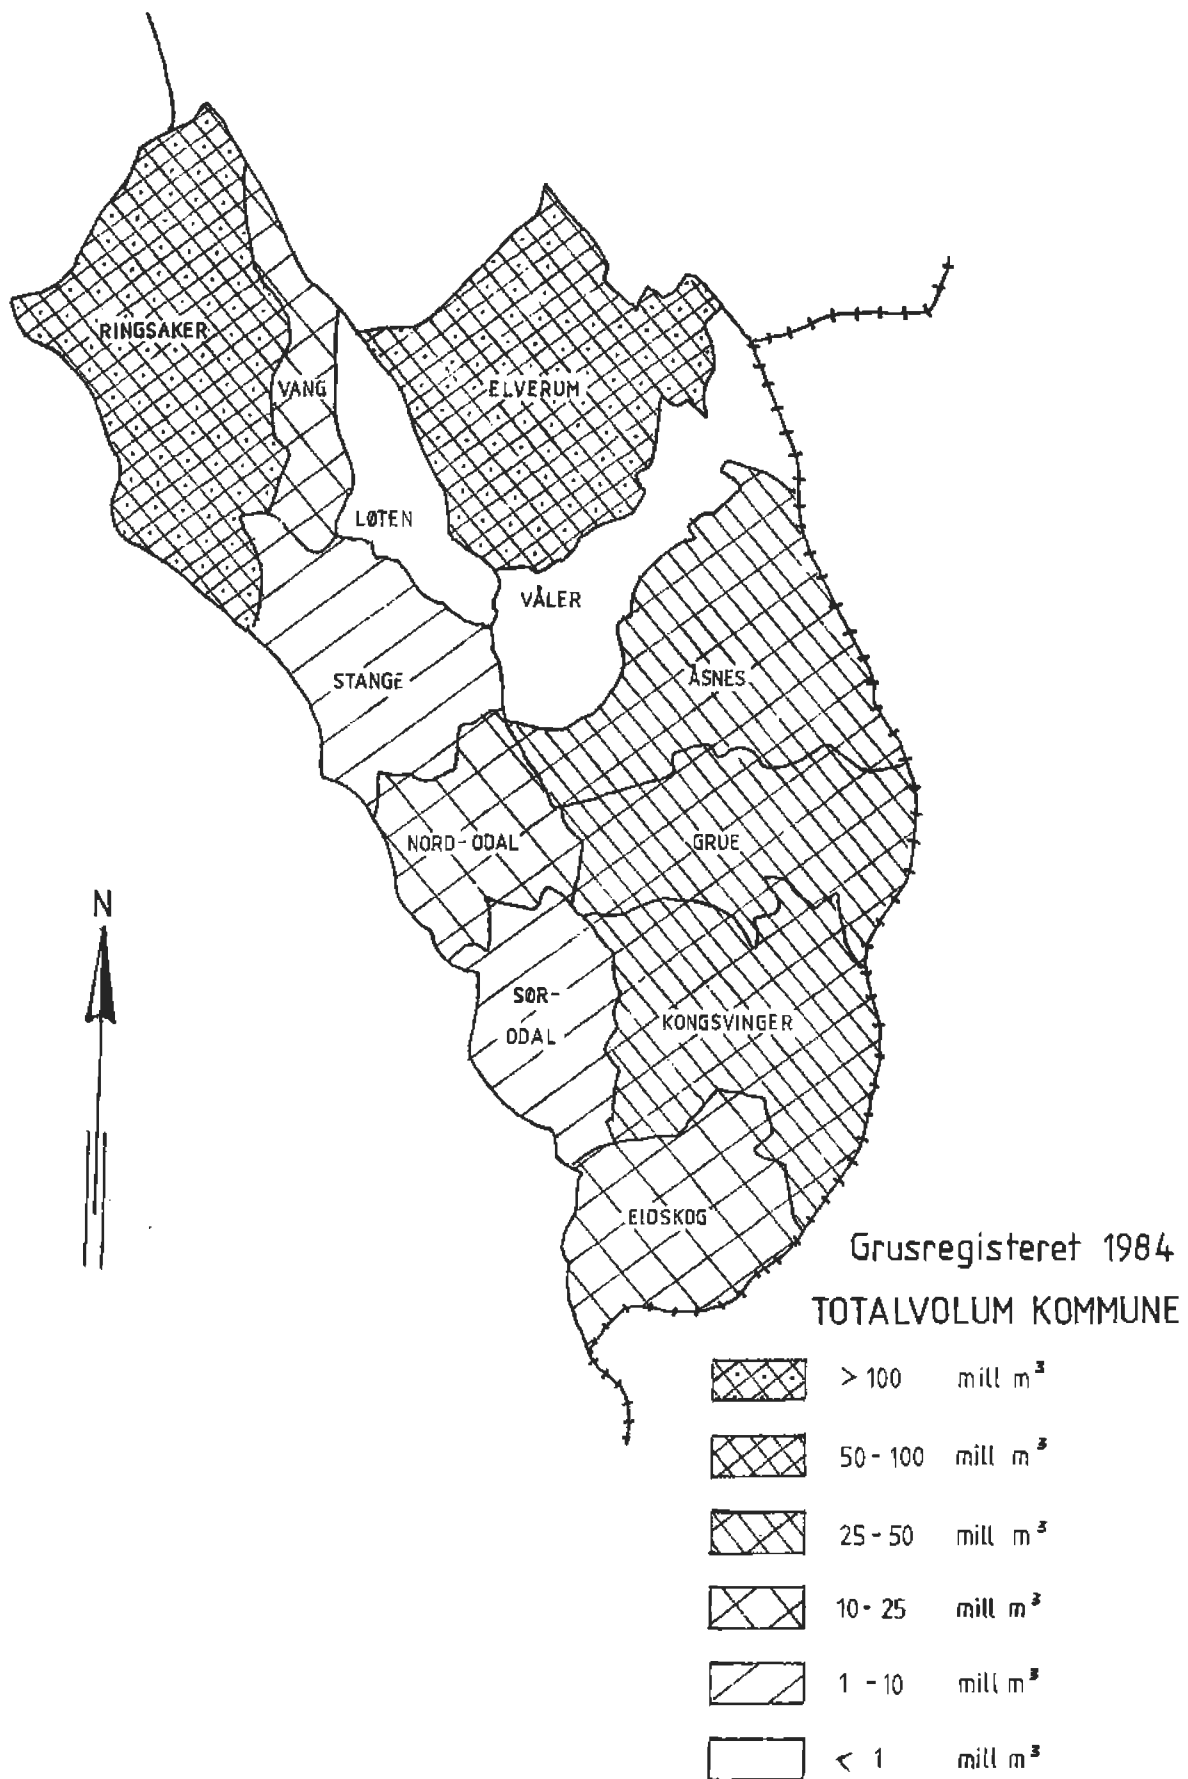 RINGSAKER
VANG
ELVERUM
LØTEN
VÅLER
STANGE
ÅSNES
NORD-ODAL
GRUE
N
SØR-
ODAL
KONGSVINGER
EIDSKOG
Grusregisteret 1984
TOTALVOLUM KOMMUNE
> 100 mill m³
50-100 mill m³
25-50 mill m³
10-25 mill m³
1 -10 mill m³
< 1 mill m³